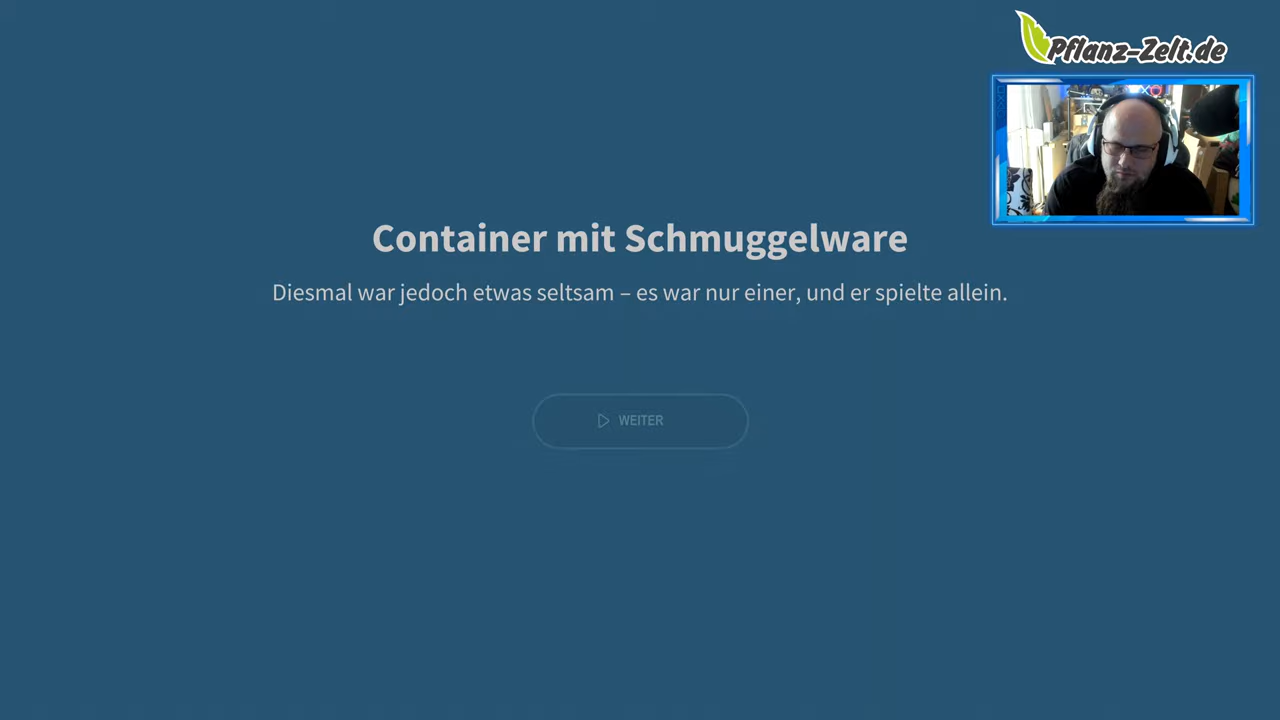 Pflanz-Zelt.de
Container mit Schmuggelware
Diesmal war jedoch etwas seltsam – es war nur einer, und er spielte allein.
WEITER